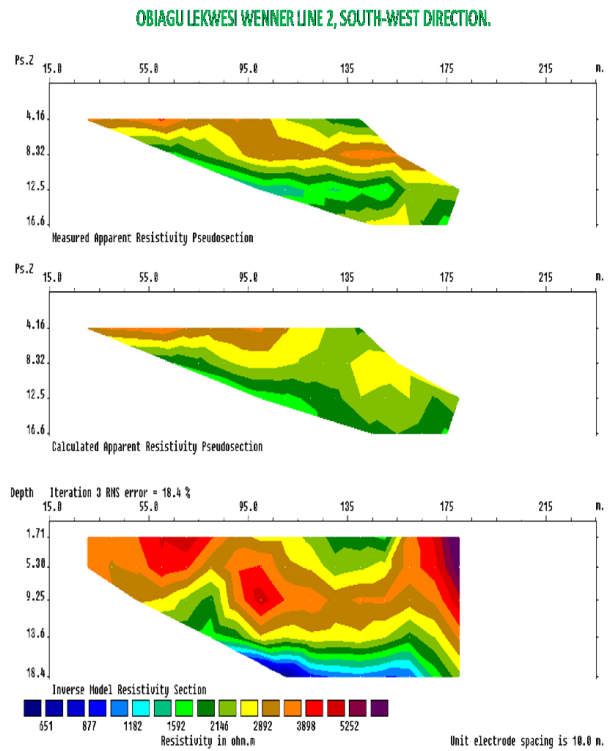 OBIAGU LEKWESI WENNER LINE 2, SOUTH-WEST DIRECTION.
Ps.Z 15.0 55.0 95.0 135 175 215 m.
4.16
8.32
12.5
16.6
Measured Apparent Resistivity Pseudosection
Ps.Z 15.0 55.0 95.0 135 175 215 m.
4.16
8.32
12.5
16.6
Calculated Apparent Resistivity Pseudosection
Depth Iteration 3 RMS error = 18.4 %
15.0 55.0 95.0 135 175 215 m.
1.71
5.30
9.25
13.6
18.4
Inverse Model Resistivity Section
651 877 1182 1592 2146 2892 3898 5252
Resistivity in ohm.m Unit electrode spacing is 10.0 m.